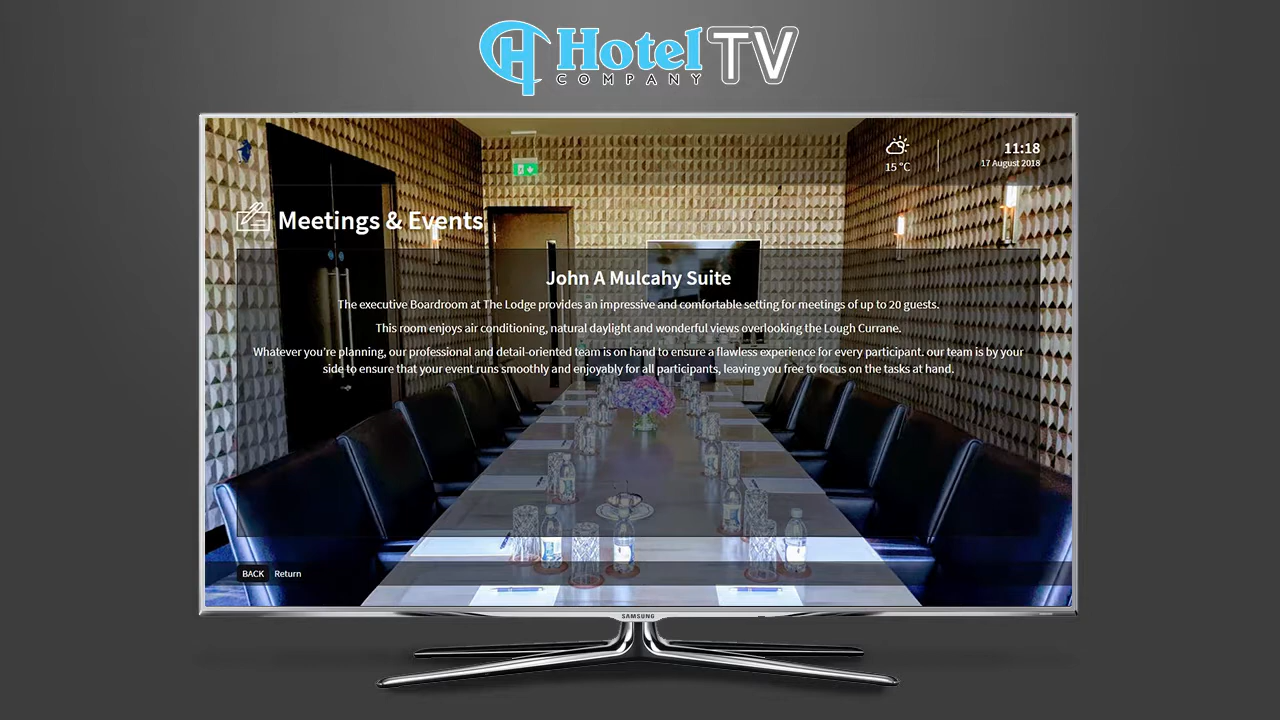 Hotel TV
COMPANY
11:18
15 °C
17 August 2018
Meetings & Events
John A Mulcahy Suite
The executive Boardroom at The Lodge provides an impressive and comfortable setting for meetings of up to 20 guests.
This room enjoys air conditioning, natural daylight and wonderful views overlooking the Lough Currane.
Whatever you're planning, our professional and detail-oriented team is on hand to ensure a flawless experience for every participant. our team is by your
side to ensure that your event runs smoothly and enjoyably for all participants, leaving you free to focus on the tasks at hand.
BACK Return
SAMSUNG